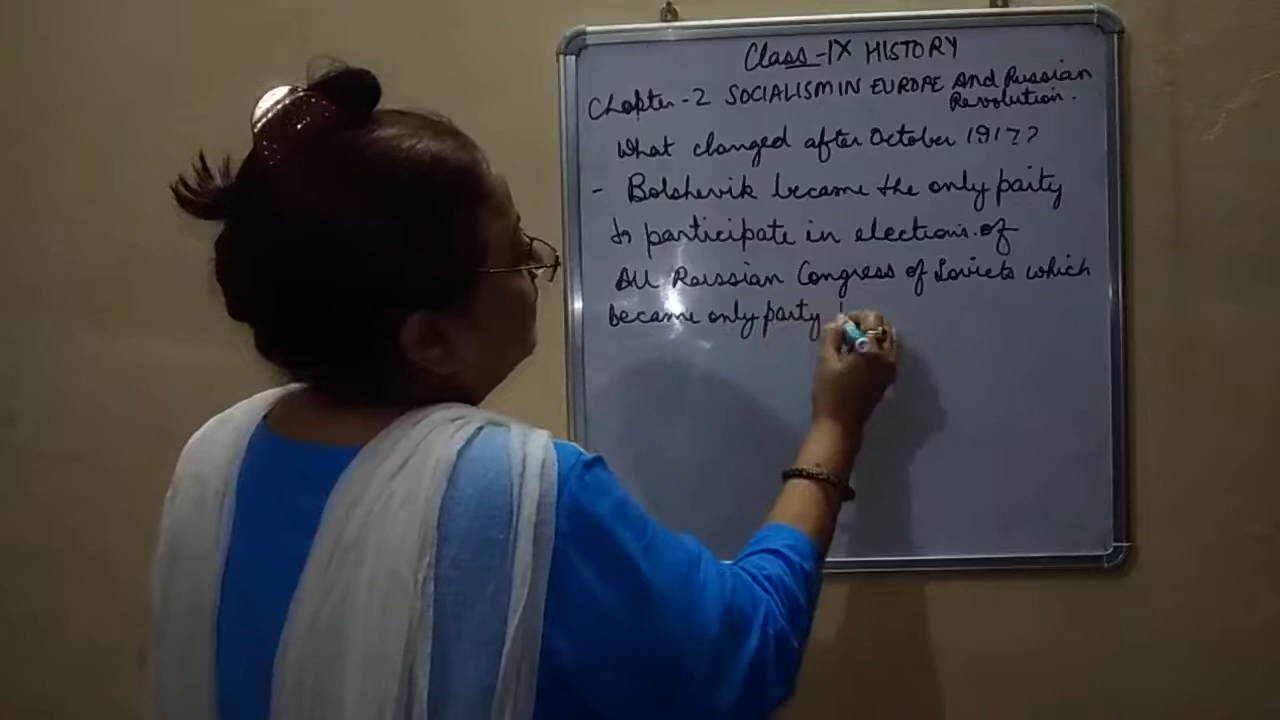 Class-IX HISTORY
Chapter-2 SOCIALISM IN EUROPE And Russian
Revolution.
What changed after October 1917?
- Bolshevik became the only party
to participate in elections of
All Russian Congress of Soviets which
became only party